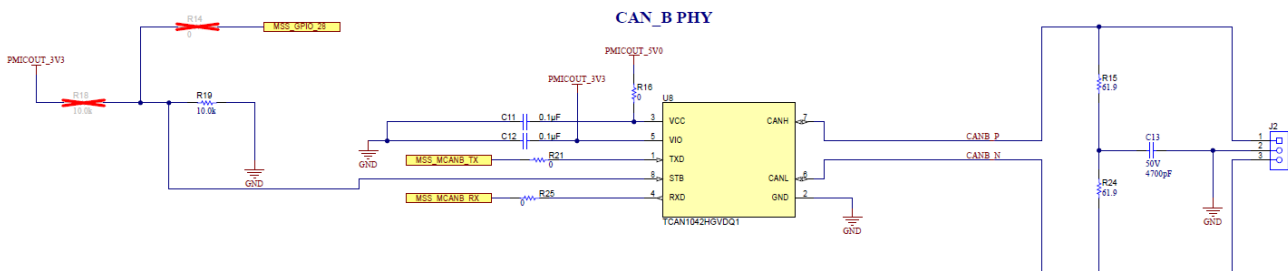 CAN_B PHY
R14
0
MSS_GPIO_28
PMICOUT_3V3
R18
10.0k
R19
10.0k
GND
PMICOUT_5V0
PMICOUT_3V3
R16
0
U8
C11 0.1µF
C12 0.1µF
GND
3 VCC
5 VIO
1 TXD
8 STB
4 RXD
CANH 7
CANL 6
GND 2
TCAN1042HGVDQ1
MSS_MCANB_TX
R21
0
MSS_MCANB_RX
R25
0
GND
CANB_P
CANB_N
R15
61.9
C13
50V
4700pF
R24
61.9
GND
J2
1
2
3